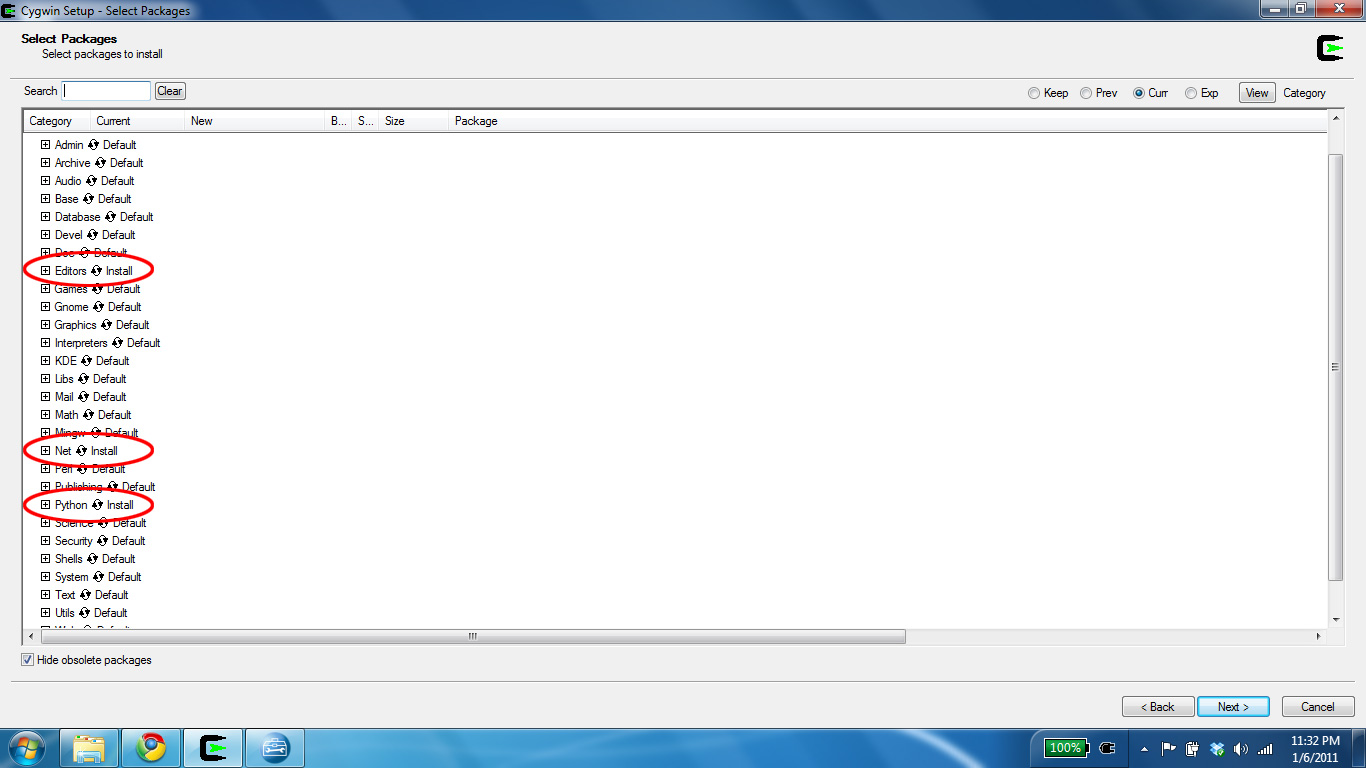 Cygwin Setup - Select Packages
Select Packages
Select packages to install
Search Clear Keep Prev Curr Exp View Category
Category Current New B... S... Size Package
Admin Default
Archive Default
Audio Default
Base Default
Database Default
Devel Default
Doc Default
Editors Install
Games Default
Gnome Default
Graphics Default
Interpreters Default
KDE Default
Libs Default
Mail Default
Math Default
Mingw Default
Net Install
Perl Default
Publishing Default
Python Install
Science Default
Security Default
Shells Default
System Default
Text Default
Utils Default
Hide obsolete packages
< Back Next > Cancel
100% 11:32 PM
1/6/2011